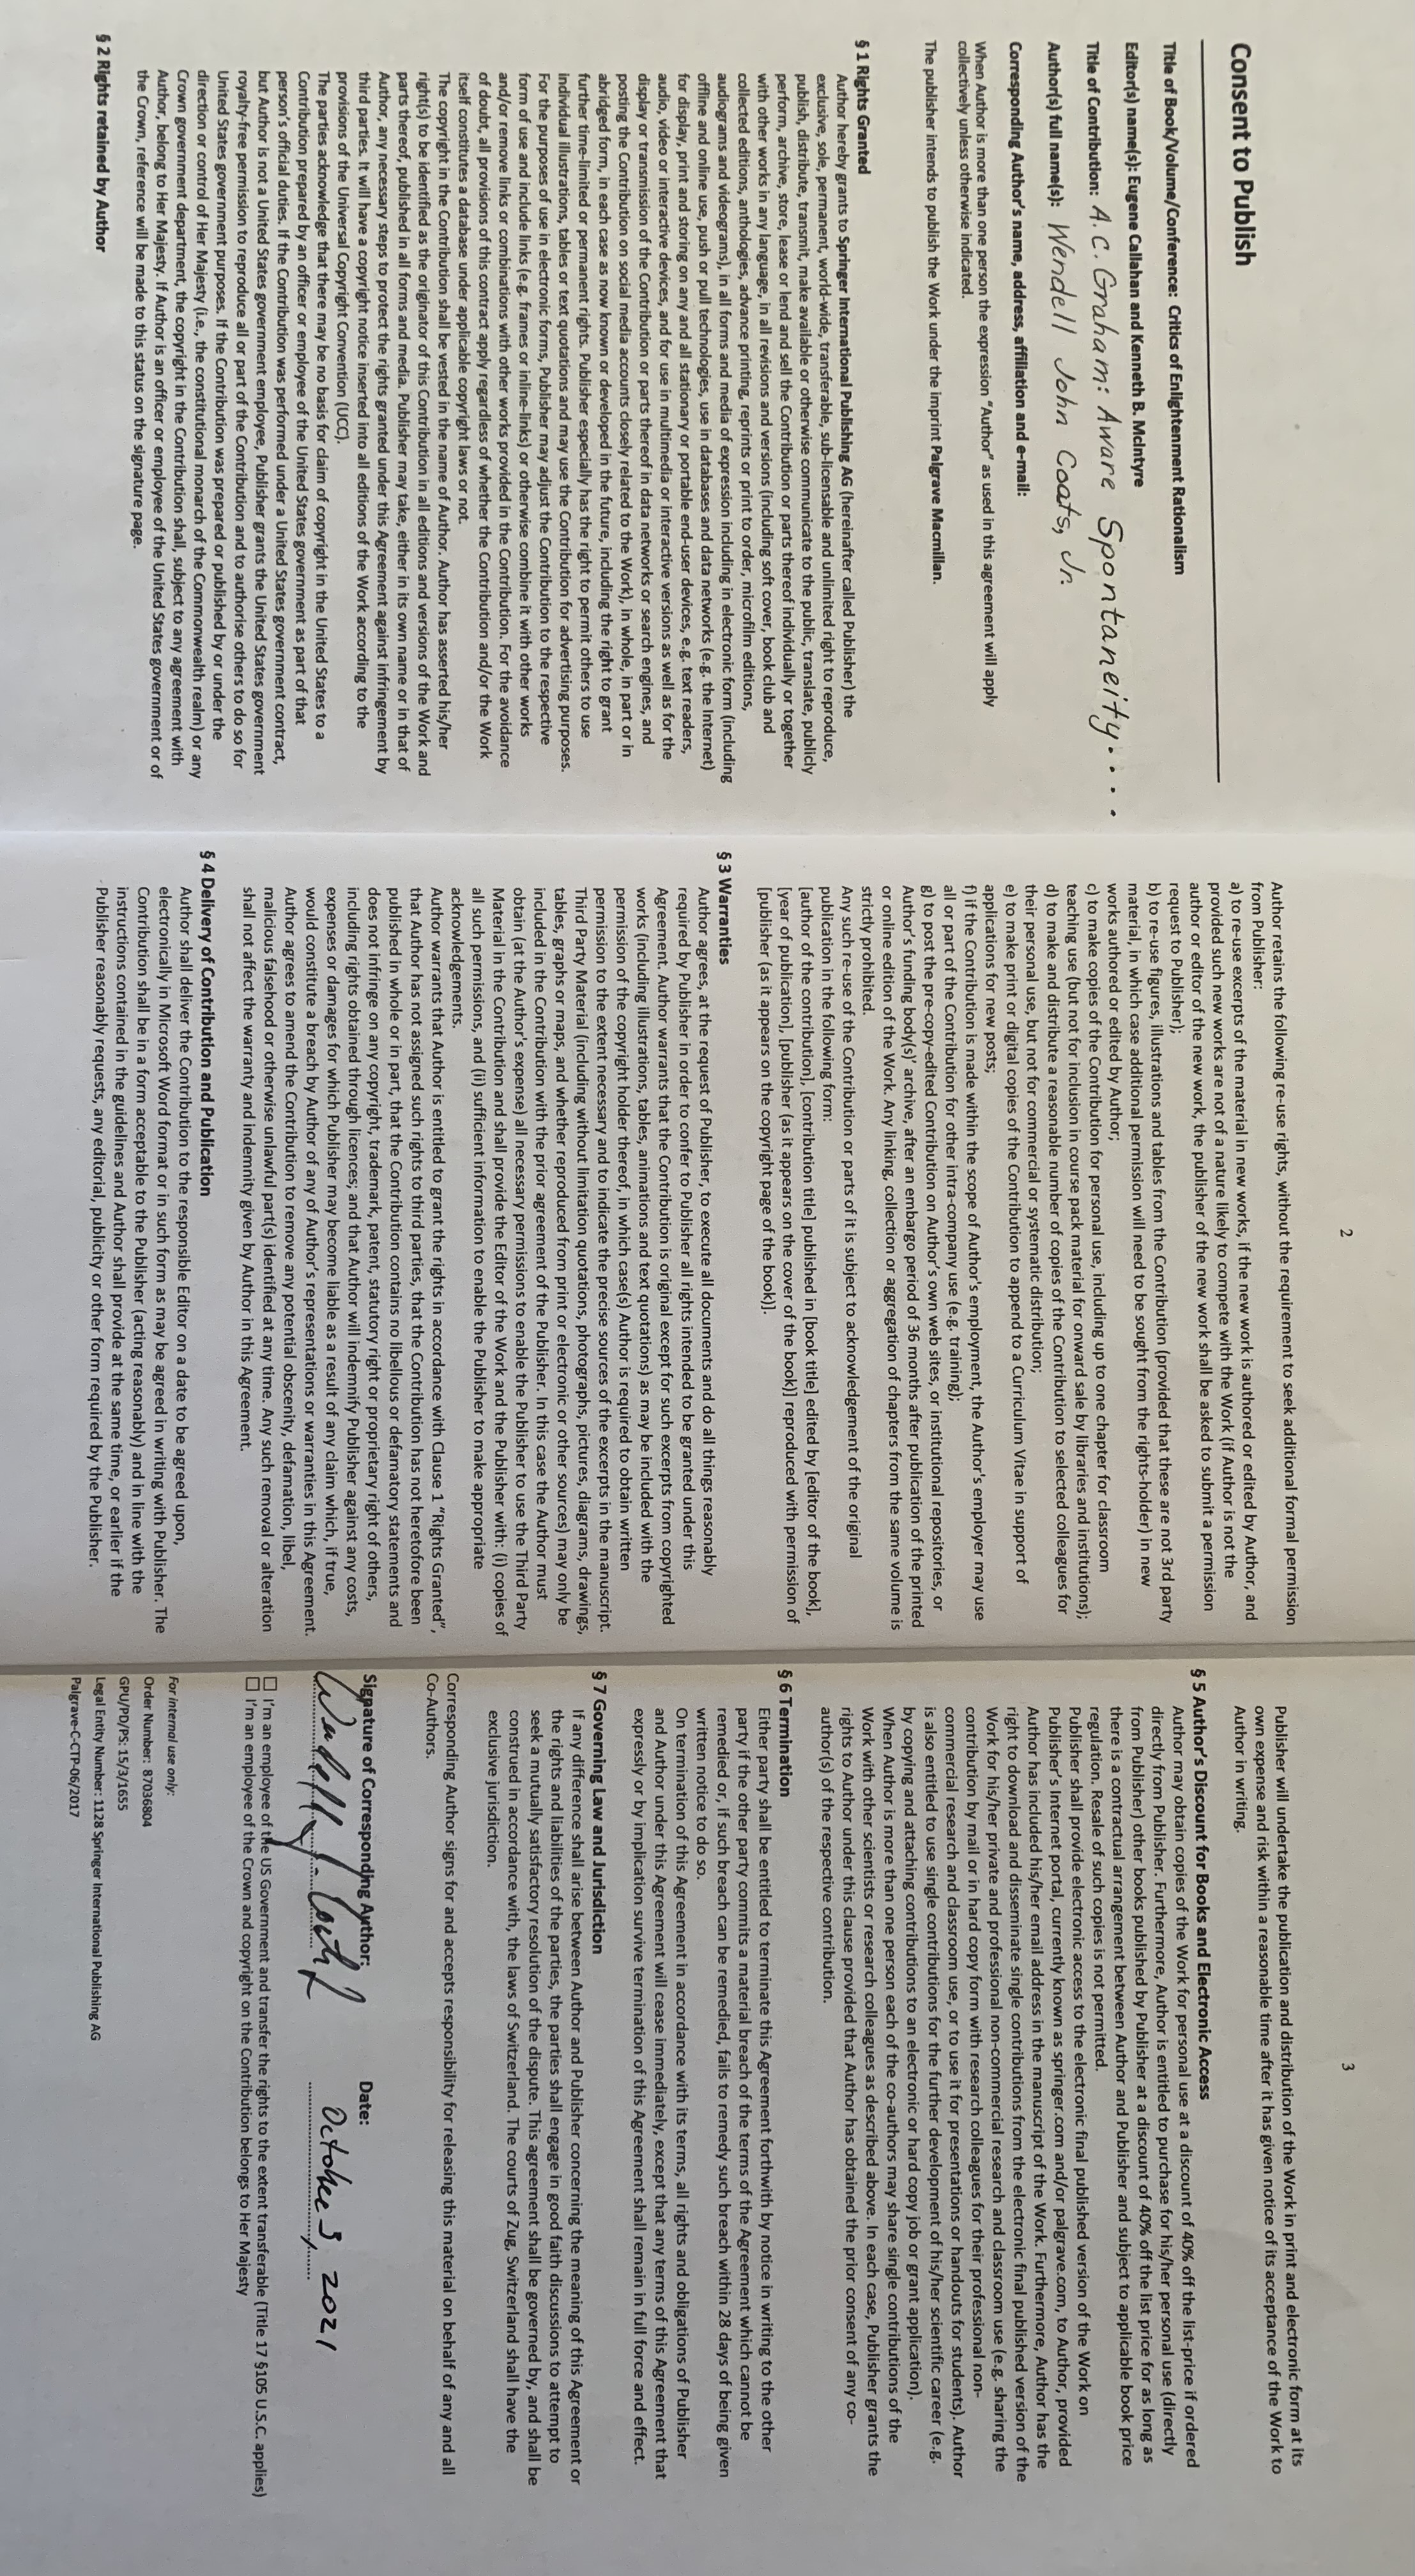 Consent to Publish
Title of Book/Volume/Conference: Critics of Enlightenment Rationalism
Editor(s) name(s): Eugene Callahan and Kenneth B. McIntyre
Title of Contribution: A.C. Graham: Aware Spontaneity....
Author(s) full name(s): Wendell John Coats, Jr.
Corresponding Author's name, address, affiliation and e-mail:
When Author is more than one person the expression "Author" as used in this agreement will apply
collectively unless otherwise indicated.
The publisher intends to publish the Work under the imprint Palgrave Macmillan.
§ 1 Rights Granted
Author hereby grants to Springer International Publishing AG (hereinafter called Publisher) the
exclusive, sole, permanent, world-wide, transferable, sub-licensable and unlimited right to reproduce,
publish, distribute, transmit, make available or otherwise communicate to the public, translate, publicly
perform, archive, store, lease or lend and sell the Contribution or parts thereof individually or together
with other works in any language, in all revisions and versions (including soft cover, book club and
collected editions, anthologies, advance printing, reprints or print to order, microfilm editions,
audiograms and videograms), in all forms and media of expression including in electronic form (including
offline and online use, push or pull technologies, use in databases and data networks (e.g. the Internet)
for display, print and storing on any and all stationary or portable end-user devices, e.g. text readers,
audio, video or interactive devices, and for use in multimedia or interactive versions as well as for the
display or transmission of the Contribution or parts thereof in data networks or search engines, and
posting the Contribution on social media accounts closely related to the Work), in whole, in part or in
abridged form, in each case as now known or developed in the future, including the right to grant
further time-limited or permanent rights. Publisher especially has the right to permit others to use
individual illustrations, tables or text quotations and may use the Contribution for advertising purposes.
For the purposes of use in electronic forms, Publisher may adjust the Contribution to the respective
form of use and include links (e.g. frames or inline-links) or otherwise combine it with other works
and/or remove links or combinations with other works provided in the Contribution. For the avoidance
of doubt, all provisions of this contract apply regardless of whether the Contribution and/or the Work
itself constitutes a database under applicable copyright laws or not.
The copyright in the Contribution shall be vested in the name of Author. Author has asserted his/her
right(s) to be identified as the originator of this Contribution in all editions and versions of the Work and
parts thereof, published in all forms and media. Publisher may take, either in its own name or in that of
Author, any necessary steps to protect the rights granted under this Agreement against infringement by
third parties. It will have a copyright notice inserted into all editions of the Work according to the
provisions of the Universal Copyright Convention (UCC).
The parties acknowledge that there may be no basis for claim of copyright in the United States to a
Contribution prepared by an officer or employee of the United States government as part of that
person's official duties. If the Contribution was performed under a United States government contract,
but Author is not a United States government employee, Publisher grants the United States government
royalty-free permission to reproduce all or part of the Contribution and to authorise others to do so for
United States government purposes. If the Contribution was prepared or published by or under the
direction or control of Her Majesty (i.e., the constitutional monarch of the Commonwealth realm) or any
Crown government department, the copyright in the Contribution shall, subject to any agreement with
Author, belong to Her Majesty. If Author is an officer or employee of the United States government or of
the Crown, reference will be made to this status on the signature page.
§ 2 Rights retained by Author
2
Author retains the following re-use rights, without the requirement to seek additional formal permission
from Publisher:
a) to re-use excerpts of the material in new works, if the new work is authored or edited by Author, and
provided such new works are not of a nature likely to compete with the Work (if Author is not the
author or editor of the new work, the publisher of the new work shall be asked to submit a permission
request to Publisher);
b) to re-use figures, illustrations and tables from the Contribution (provided that these are not 3rd party
material, in which case additional permission will need to be sought from the rights-holder) in new
works authored or edited by Author;
c) to make copies of the Contribution for personal use, including up to one chapter for classroom
teaching use (but not for inclusion in course pack material for onward sale by libraries and institutions);
d) to make and distribute a reasonable number of copies of the Contribution to selected colleagues for
their personal use, but not for commercial or systematic distribution;
e) to make print or digital copies of the Contribution to append to a Curriculum Vitae in support of
applications for new posts;
f) if the Contribution is made within the scope of Author's employment, the Author's employer may use
all or part of the Contribution for other intra-company use (e.g. training);
g) to post the pre-copy-edited Contribution on Author's own web sites, or institutional repositories, or
Author's funding body(s)' archive, after an embargo period of 36 months after publication of the printed
or online edition of the Work. Any linking, collection or aggregation of chapters from the same volume is
strictly prohibited.
Any such re-use of the Contribution or parts of it is subject to acknowledgement of the original
publication in the following form:
[author of the contribution], [contribution title] published in [book title] edited by [editor of the book],
[year of publication], [publisher (as it appears on the cover of the book)] reproduced with permission of
[publisher (as it appears on the copyright page of the book)].
§ 3 Warranties
Author agrees, at the request of Publisher, to execute all documents and do all things reasonably
required by Publisher in order to confer to Publisher all rights intended to be granted under this
Agreement. Author warrants that the Contribution is original except for such excerpts from copyrighted
works (including illustrations, tables, animations and text quotations) as may be included with the
permission of the copyright holder thereof, in which case(s) Author is required to obtain written
permission to the extent necessary and to indicate the precise sources of the excerpts in the manuscript.
Third Party Material (including without limitation quotations, photographs, pictures, diagrams, drawings,
tables, graphs or maps, and whether reproduced from print or electronic or other sources) may only be
included in the Contribution with the prior agreement of the Publisher. In this case the Author must
obtain (at the Author's expense) all necessary permissions to enable the Publisher to use the Third Party
Material in the Contribution and shall provide the Editor of the Work and the Publisher with: (i) copies of
all such permissions, and (ii) sufficient information to enable the Publisher to make appropriate
acknowledgements.
Author warrants that Author is entitled to grant the rights in accordance with Clause 1 "Rights Granted",
that Author has not assigned such rights to third parties, that the Contribution has not heretofore been
published in whole or in part, that the Contribution contains no libellous or defamatory statements and
does not infringe on any copyright, trademark, patent, statutory right or proprietary right of others,
including rights obtained through licences; and that Author will indemnify Publisher against any costs,
expenses or damages for which Publisher may become liable as a result of any claim which, if true,
would constitute a breach by Author of any of Author's representations or warranties in this Agreement.
Author agrees to amend the Contribution to remove any potential obscenity, defamation, libel,
malicious falsehood or otherwise unlawful part(s) identified at any time. Any such removal or alteration
shall not affect the warranty and indemnity given by Author in this Agreement.
§ 4 Delivery of Contribution and Publication
Author shall deliver the Contribution to the responsible Editor on a date to be agreed upon,
electronically in Microsoft Word format or in such form as may be agreed in writing with Publisher. The
Contribution shall be in a form acceptable to the Publisher (acting reasonably) and in line with the
instructions contained in the guidelines and Author shall provide at the same time, or earlier if the
Publisher reasonably requests, any editorial, publicity or other form required by the Publisher.
3
Publisher will undertake the publication and distribution of the Work in print and electronic form at its
own expense and risk within a reasonable time after it has given notice of its acceptance of the Work to
Author in writing.
§ 5 Author's Discount for Books and Electronic Access
Author may obtain copies of the Work for personal use at a discount of 40% off the list-price if ordered
directly from Publisher. Furthermore, Author is entitled to purchase for his/her personal use (directly
from Publisher) other books published by Publisher at a discount of 40% off the list price for as long as
there is a contractual arrangement between Author and Publisher and subject to applicable book price
regulation. Resale of such copies is not permitted.
Publisher shall provide electronic access to the electronic final published version of the Work on
Publisher's Internet portal, currently known as springer.com and/or palgrave.com, to Author, provided
Author has included his/her email address in the manuscript of the Work. Furthermore, Author has the
right to download and disseminate single contributions from the electronic final published version of the
Work for his/her private and professional non-commercial research and classroom use (e.g. sharing the
contribution by mail or in hard copy form with research colleagues for their professional non-
commercial research and classroom use, or to use it for presentations or handouts for students). Author
is also entitled to use single contributions for the further development of his/her scientific career (e.g.
by copying and attaching contributions to an electronic or hard copy job or grant application).
When Author is more than one person each of the co-authors may share single contributions of the
Work with other scientists or research colleagues as described above. In each case, Publisher grants the
rights to Author under this clause provided that Author has obtained the prior consent of any co-
author(s) of the respective contribution.
§ 6 Termination
Either party shall be entitled to terminate this Agreement forthwith by notice in writing to the other
party if the other party commits a material breach of the terms of the Agreement which cannot be
remedied or, if such breach can be remedied, fails to remedy such breach within 28 days of being given
written notice to do so.
On termination of this Agreement in accordance with its terms, all rights and obligations of Publisher
and Author under this Agreement will cease immediately, except that any terms of this Agreement that
expressly or by implication survive termination of this Agreement shall remain in full force and effect.
§ 7 Governing Law and Jurisdiction
If any difference shall arise between Author and Publisher concerning the meaning of this Agreement or
the rights and liabilities of the parties, the parties shall engage in good faith discussions to attempt to
seek a mutually satisfactory resolution of the dispute. This agreement shall be governed by, and shall be
construed in accordance with, the laws of Switzerland. The courts of Zug, Switzerland shall have the
exclusive jurisdiction.
Corresponding Author signs for and accepts responsibility for releasing this material on behalf of any and all
Co-Authors.
Signature of Corresponding Author: Date:
October 3, 2021
I'm an employee of the US Government and transfer the rights to the extent transferable (Title 17 §105 U.S.C. applies)
I'm an employee of the Crown and copyright on the Contribution belongs to Her Majesty
For internal use only:
Order Number: 87036804
GPU/PD/PS: 15/3/1655
Legal Entity Number: 1128 Springer International Publishing AG
Palgrave-C-CTP-06/2017